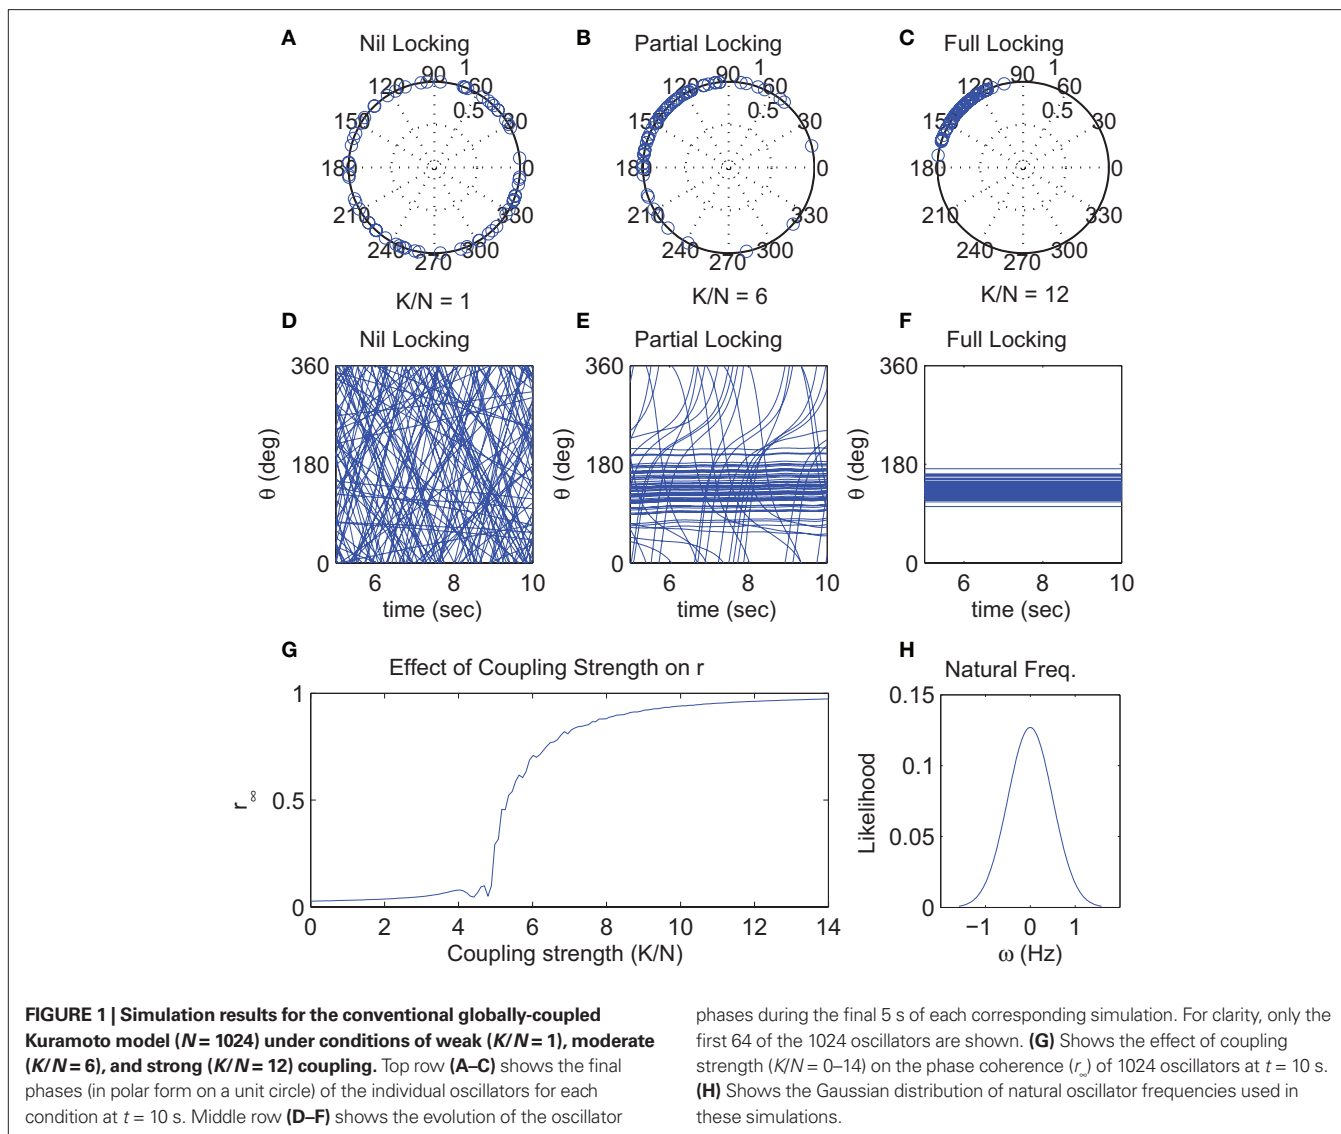 A
Nil Locking
B
Partial Locking
C
Full Locking
90
1
120
60
0.5
150
30
180
0
210
330
240
300
270
K/N = 1
90
1
120
60
0.5
150
30
180
0
210
330
240
300
270
K/N = 6
90
1
120
60
0.5
150
30
180
0
210
330
240
300
270
K/N = 12
D
Nil Locking
360
180
0
θ (deg)
6 8 10
time (sec)
E
Partial Locking
360
180
0
θ (deg)
6 8 10
time (sec)
F
Full Locking
360
180
0
θ (deg)
6 8 10
time (sec)
G
Effect of Coupling Strength on r
1
0.5
0
r∞
0 2 4 6 8 10 12 14
Coupling strength (K/N)
H
Natural Freq.
0.15
0.1
0.05
0
Likelihood
−1 0 1
ω (Hz)
FIGURE 1 | Simulation results for the conventional globally-coupled
Kuramoto model (N = 1024) under conditions of weak (K/N = 1), moderate
(K/N = 6), and strong (K/N = 12) coupling. Top row (A–C) shows the final
phases (in polar form on a unit circle) of the individual oscillators for each
condition at t = 10 s. Middle row (D–F) shows the evolution of the oscillator
phases during the final 5 s of each corresponding simulation. For clarity, only the
first 64 of the 1024 oscillators are shown. (G) Shows the effect of coupling
strength (K/N = 0–14) on the phase coherence (r∞) of 1024 oscillators at t = 10 s.
(H) Shows the Gaussian distribution of natural oscillator frequencies used in
these simulations.